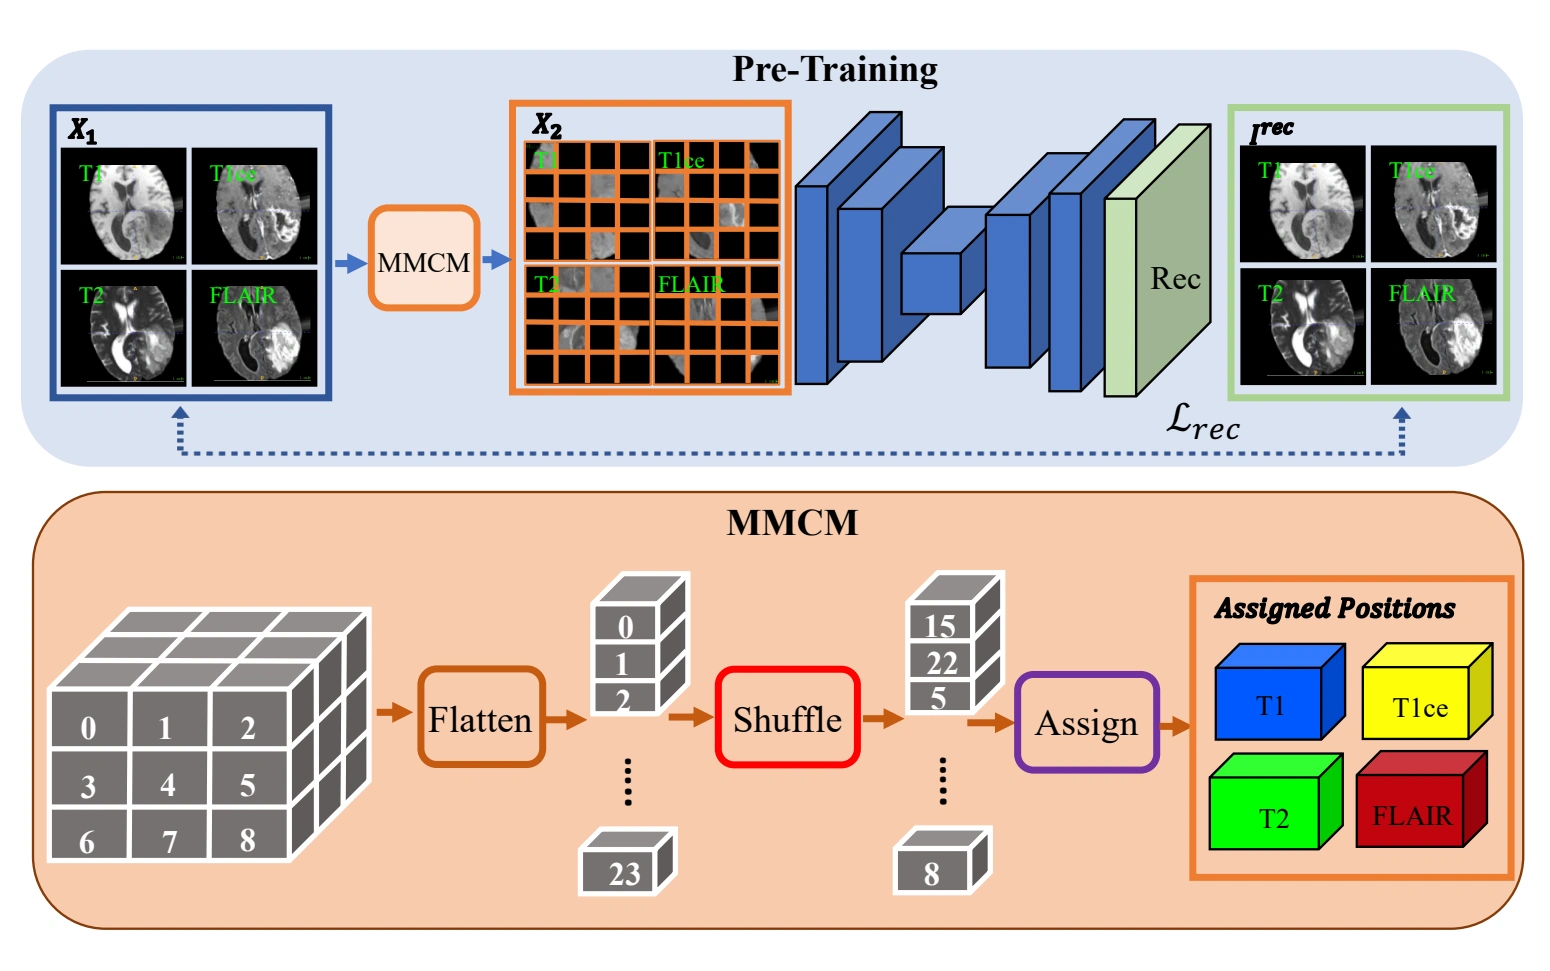 Pre-Training
X1
T1
T1ce
T2
FLAIR
MMCM
X2
T1
T1ce
T2
FLAIR
Rec
I^rec
T1
T1ce
T2
FLAIR
ℒrec
MMCM
0 1 2
3 4 5
6 7 8
Flatten
0
1
2
23
Shuffle
15
22
5
8
Assign
Assigned Positions
T1
T1ce
T2
FLAIR